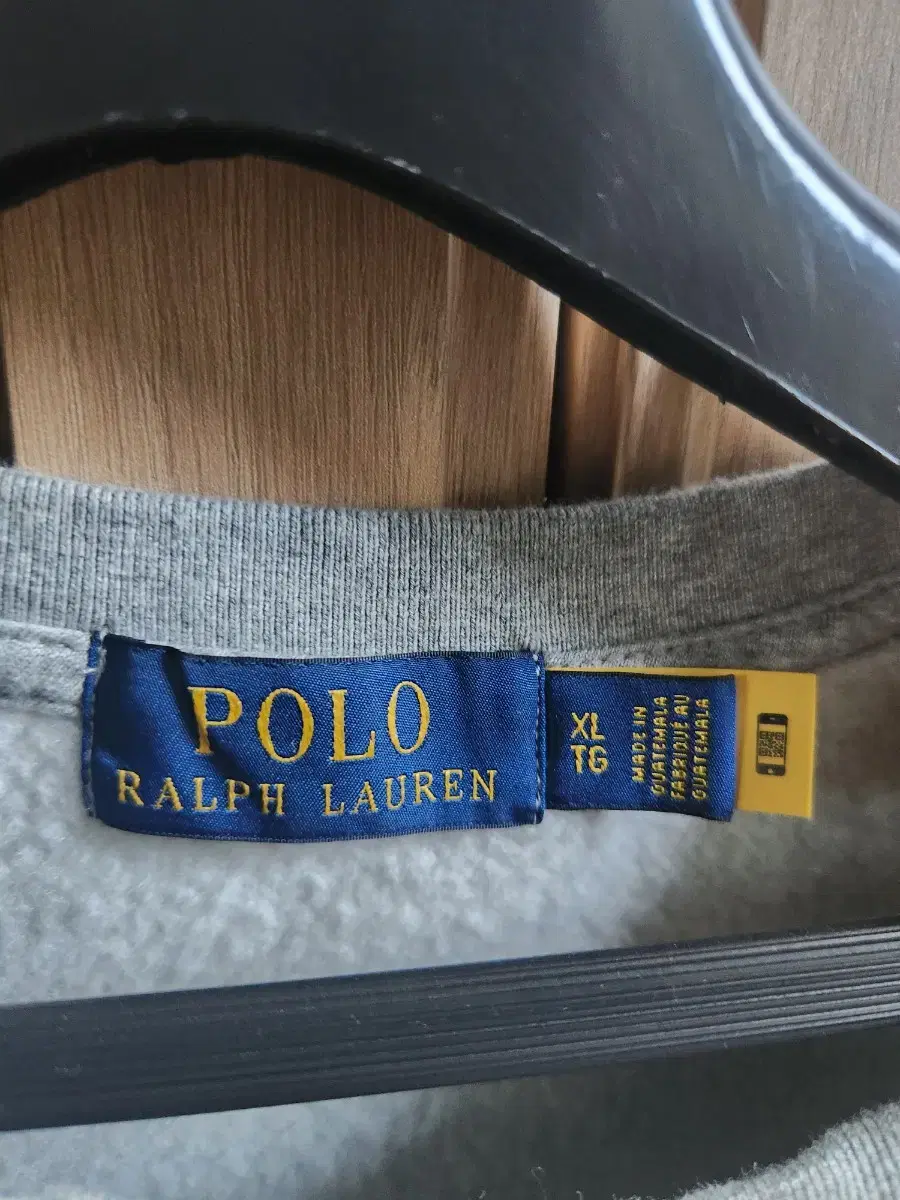 POLO
RALPH LAUREN
XL
TG
MADE IN
GUATEMALA
FABRIQUÉ AU
GUATEMALA